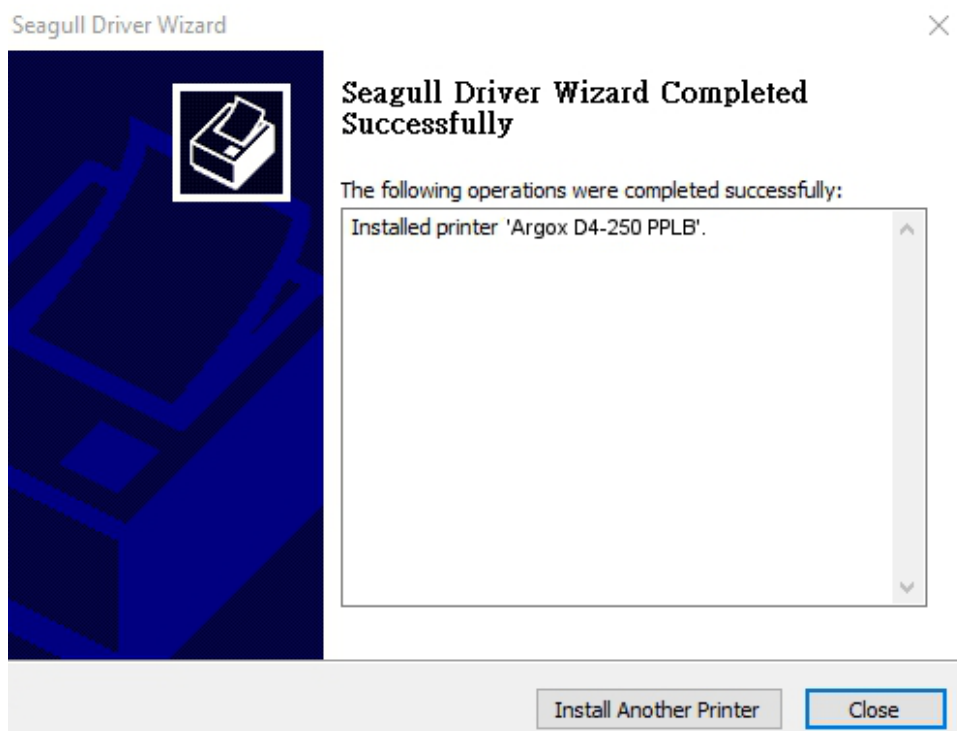 Seagull Driver Wizard
Seagull Driver Wizard Completed
Successfully
The following operations were completed successfully:
Installed printer 'Argox D4-250 PPLB'.
Install Another Printer
Close